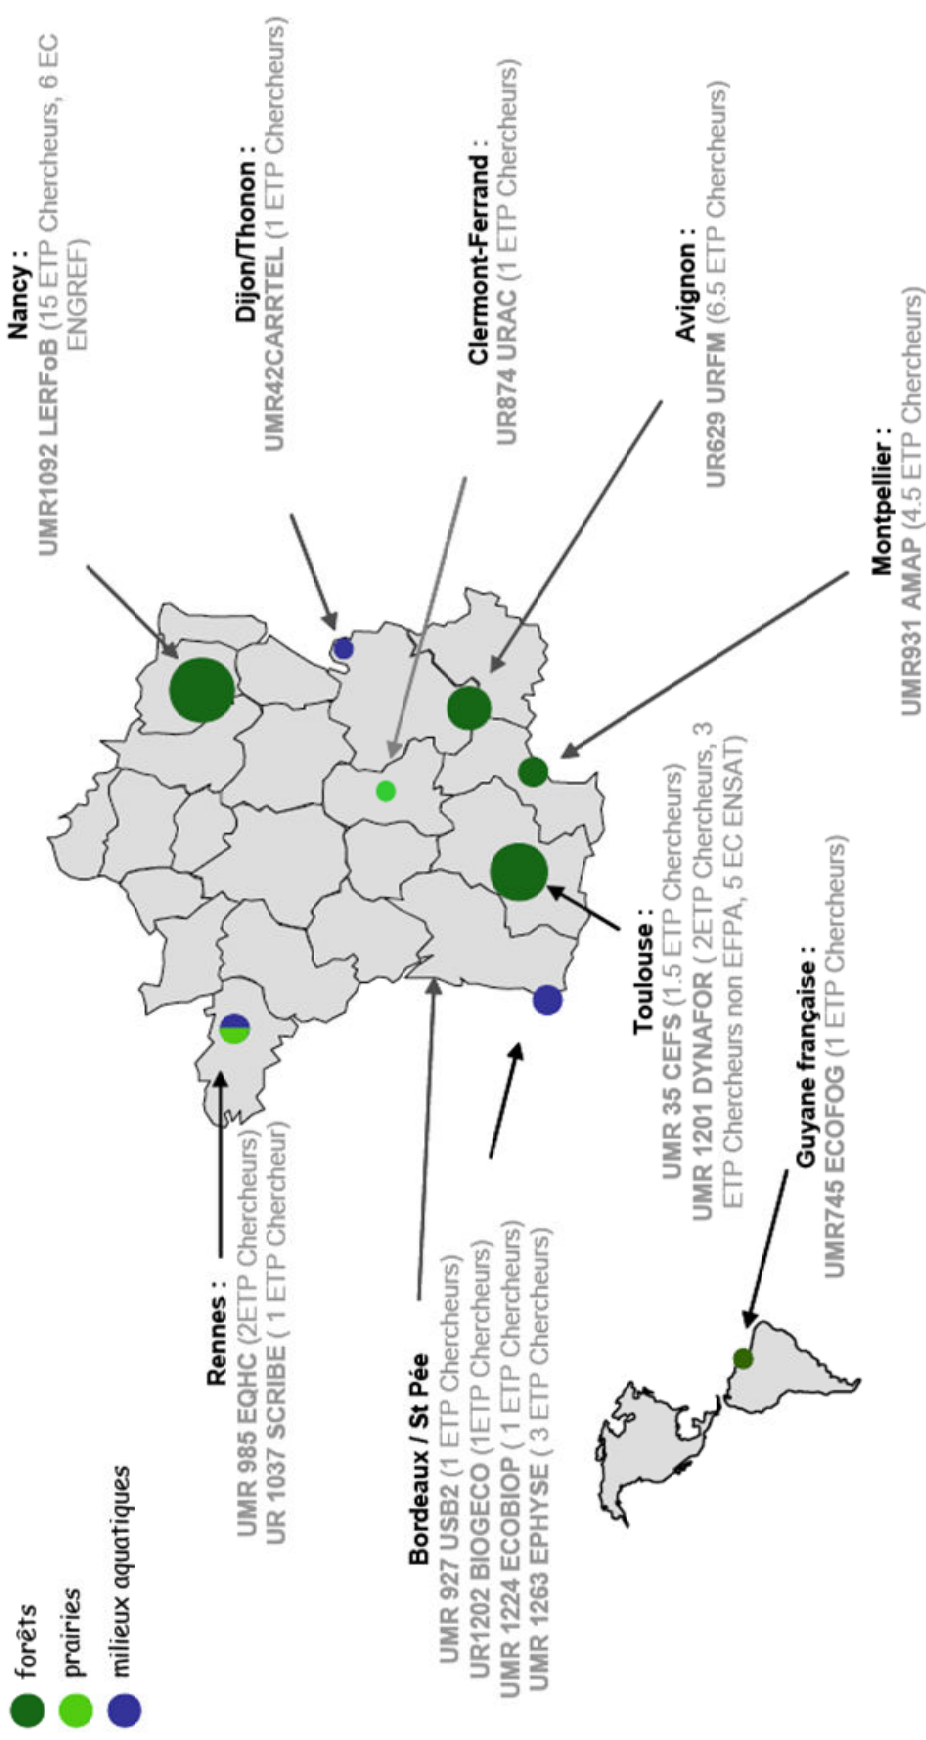 forêts
prairies
milieux aquatiques
Nancy :
UMR1092 LERFoB (15 ETP Chercheurs, 6 EC
ENGREF)
Rennes :
UMR 985 EQHC (2ETP Chercheurs)
UR 1037 SCRIBE ( 1 ETP Chercheur)
Dijon/Thonon :
UMR42CARRTEL (1 ETP Chercheurs)
Bordeaux / St Pée
UMR 927 USB2 (1 ETP Chercheurs)
UR1202 BIOGECO (1ETP Chercheurs)
UMR 1224 ECOBIOP ( 1 ETP Chercheurs)
UMR 1263 EPHYSE ( 3 ETP Chercheurs)
Clermont-Ferrand :
UR874 URAC (1 ETP Chercheurs)
Toulouse :
UMR 35 CEFS (1.5 ETP Chercheurs)
UMR 1201 DYNAFOR ( 2ETP Chercheurs, 3
ETP Chercheurs non EFPA, 5 EC ENSAT)
Avignon :
UR629 URFM (6.5 ETP Chercheurs)
Guyane française :
UMR745 ECOFOG (1 ETP Chercheurs)
Montpellier :
UMR931 AMAP (4.5 ETP Chercheurs)